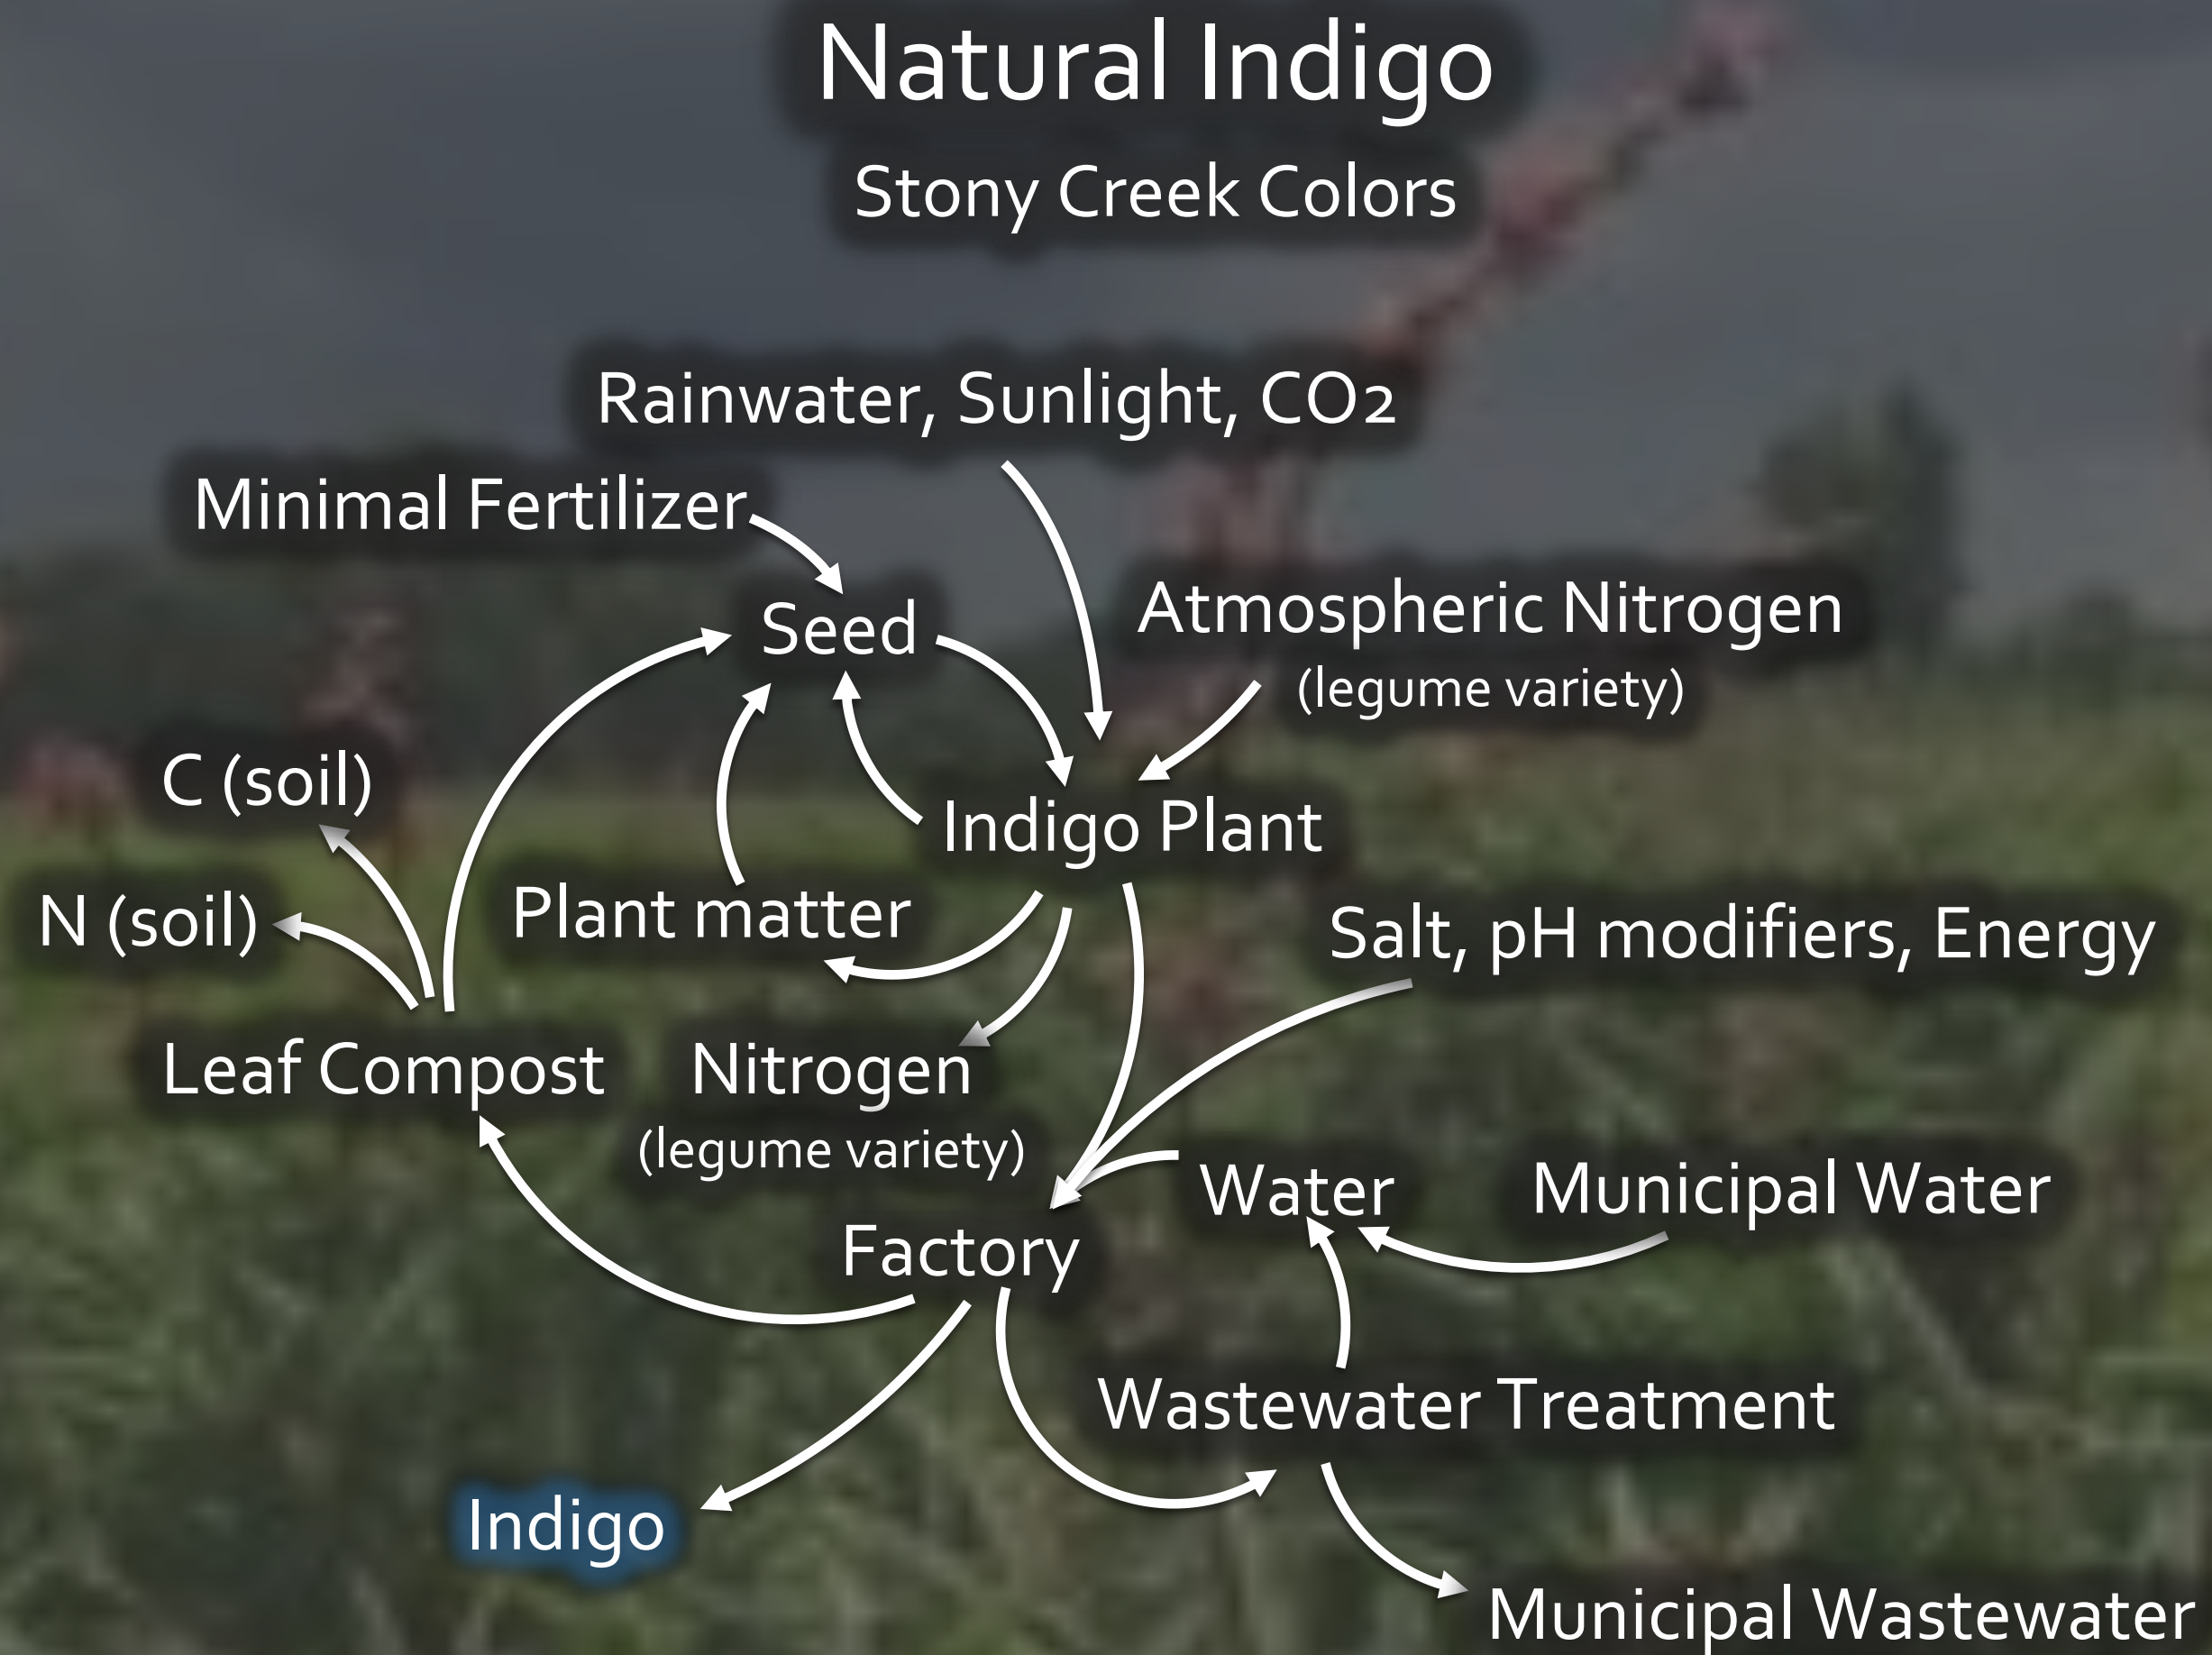 Natural Indigo
Stony Creek Colors
Rainwater, Sunlight, CO2
Minimal Fertilizer
Seed
Atmospheric Nitrogen
(legume variety)
C (soil)
Indigo Plant
N (soil)
Plant matter
Salt, pH modifiers, Energy
Leaf Compost
Nitrogen
(legume variety)
Water
Municipal Water
Factory
Wastewater Treatment
Indigo
Municipal Wastewater